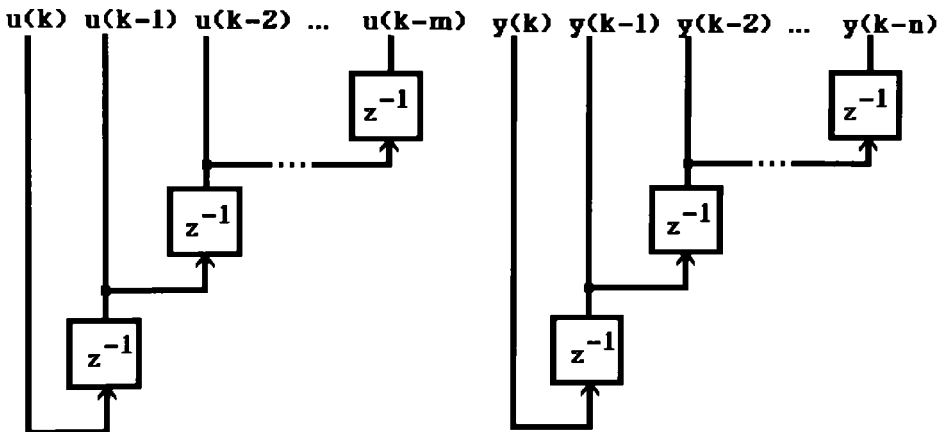 u(k) u(k-1) u(k-2) ... u(k-m) y(k) y(k-1) y(k-2) ... y(k-n)
z⁻¹ z⁻¹
z⁻¹ z⁻¹
z⁻¹ z⁻¹